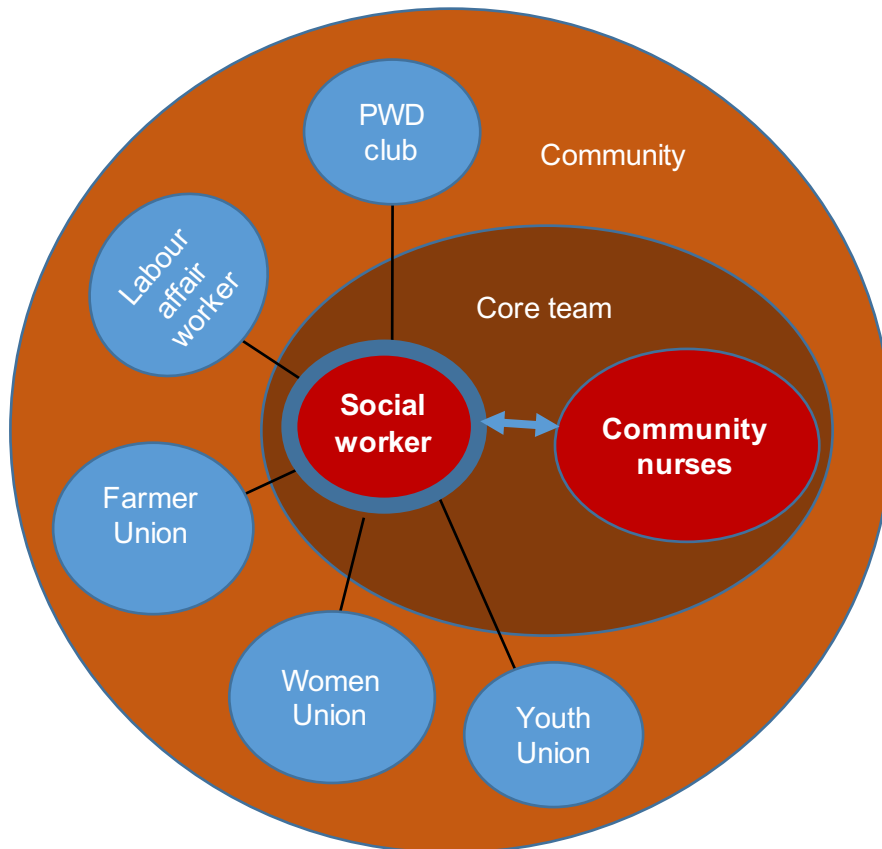 PWD
club
Community
Labour
affair
worker
Core team
Social
worker
Community
nurses
Farmer
Union
Women
Union
Youth
Union